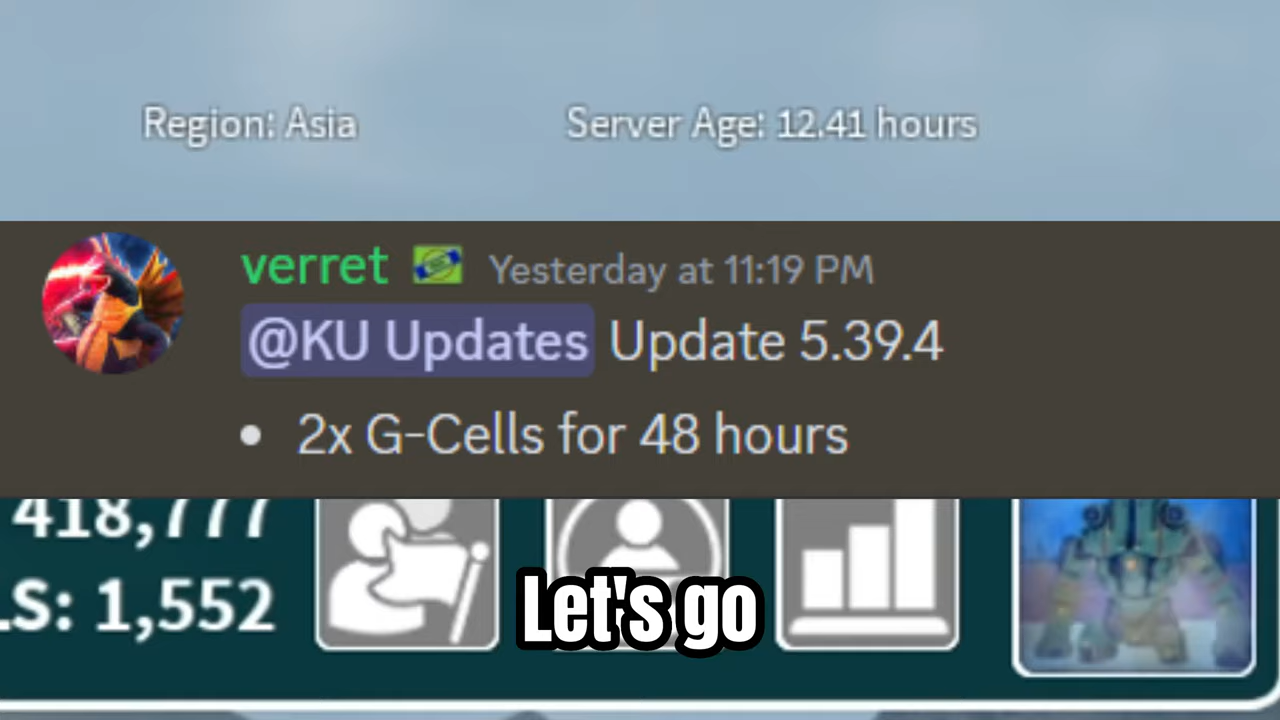 Region: Asia
Server Age: 12.41 hours
verret Yesterday at 11:19 PM
@KU Updates Update 5.39.4
• 2x G-Cells for 48 hours
418,777
LS: 1,552
Let's go